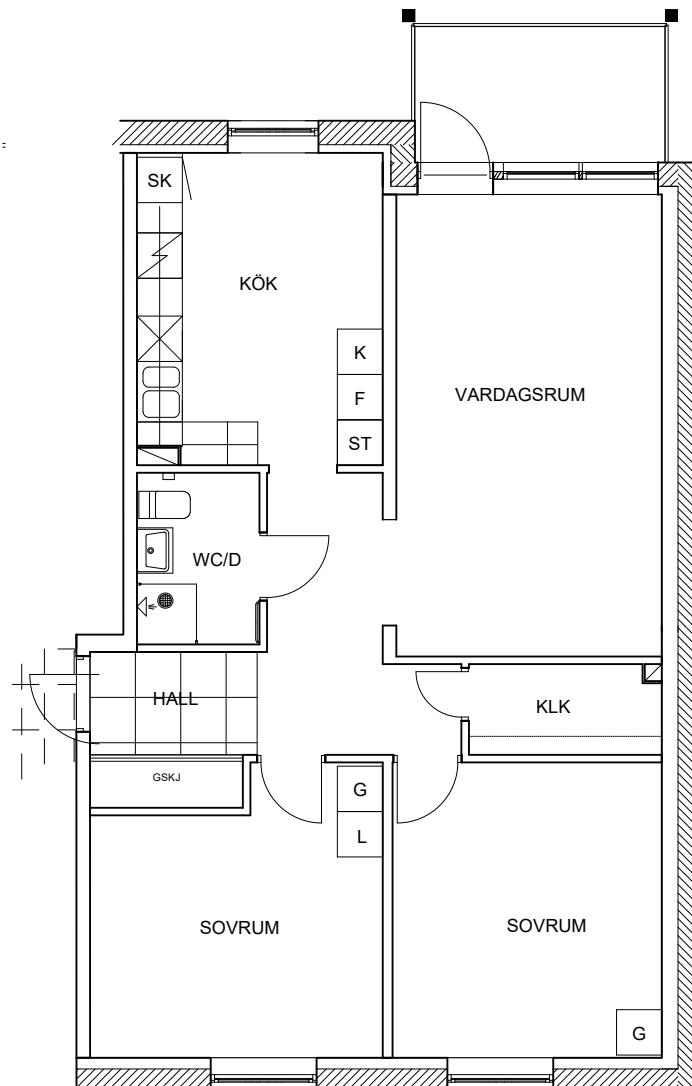 SK
KÖK
K
F
ST
VARDAGSRUM
WC/D
HALL
KLK
GSKJ
G
L
SOVRUM
SOVRUM
G